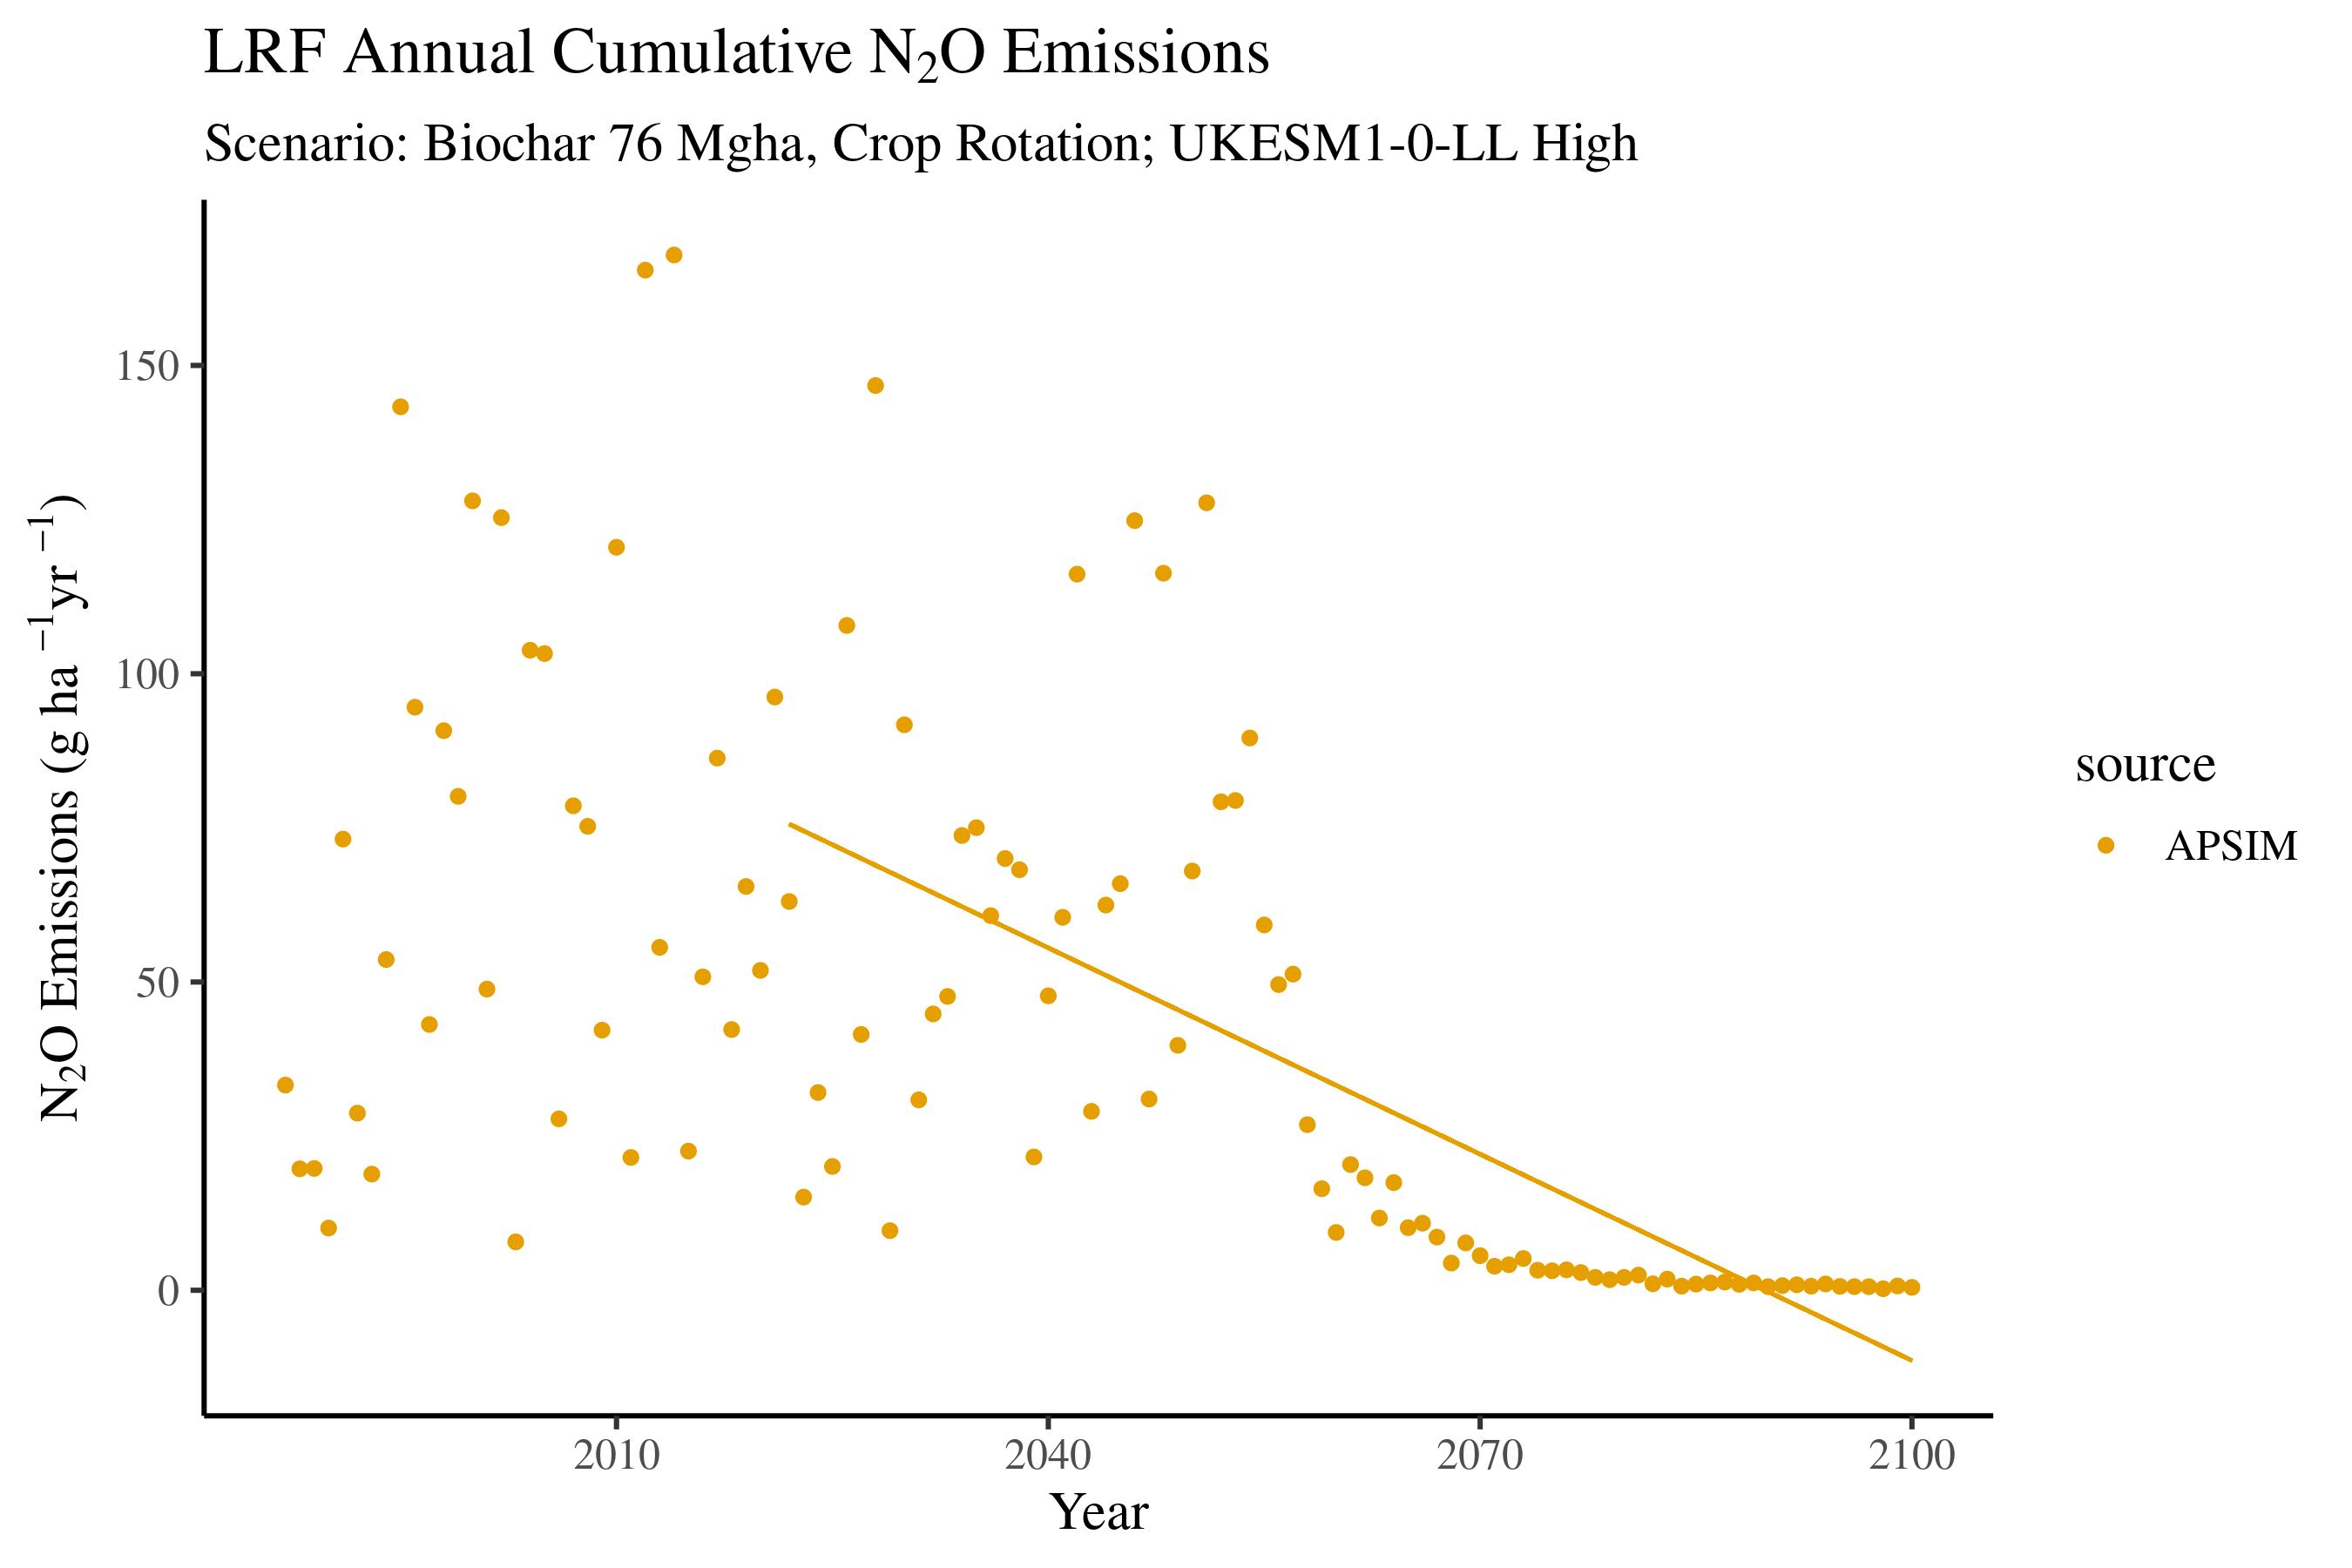 LRF Annual Cumulative N₂O Emissions
Scenario: Biochar 76 Mgha, Crop Rotation; UKESM1-0-LL High
N₂O Emissions (g ha⁻¹yr⁻¹)
150
100
50
0
source
APSIM
2010
2040
2070
2100
Year